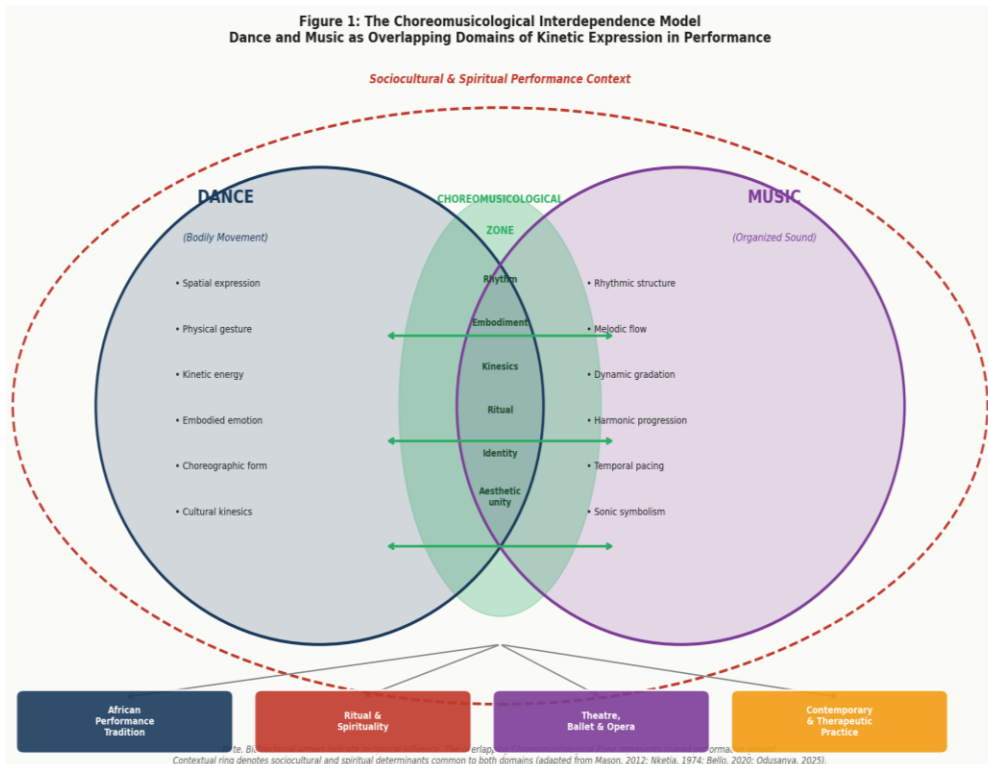 Figure 1: The Choreomusicological Interdependence Model
Dance and Music as Overlapping Domains of Kinetic Expression in Performance
Sociocultural & Spiritual Performance Context
DANCE
(Bodily Movement)
• Spatial expression
• Physical gesture
• Kinetic energy
• Embodied emotion
• Choreographic form
• Cultural kinesics
CHOREOMUSICOLOGICAL
ZONE
Rhythm
Embodiment
Kinesics
Ritual
Identity
Aesthetic
unity
MUSIC
(Organized Sound)
• Rhythmic structure
• Melodic flow
• Dynamic gradation
• Harmonic progression
• Temporal pacing
• Sonic symbolism
African
Performance
Tradition
Ritual &
Spirituality
Theatre,
Ballet & Opera
Contemporary
& Therapeutic
Practice
Contextual ring denotes sociocultural and spiritual determinants common to both domains (adapted from Mason, 2012; Nketia, 1974; Bello, 2020; Odusanya, 2025).